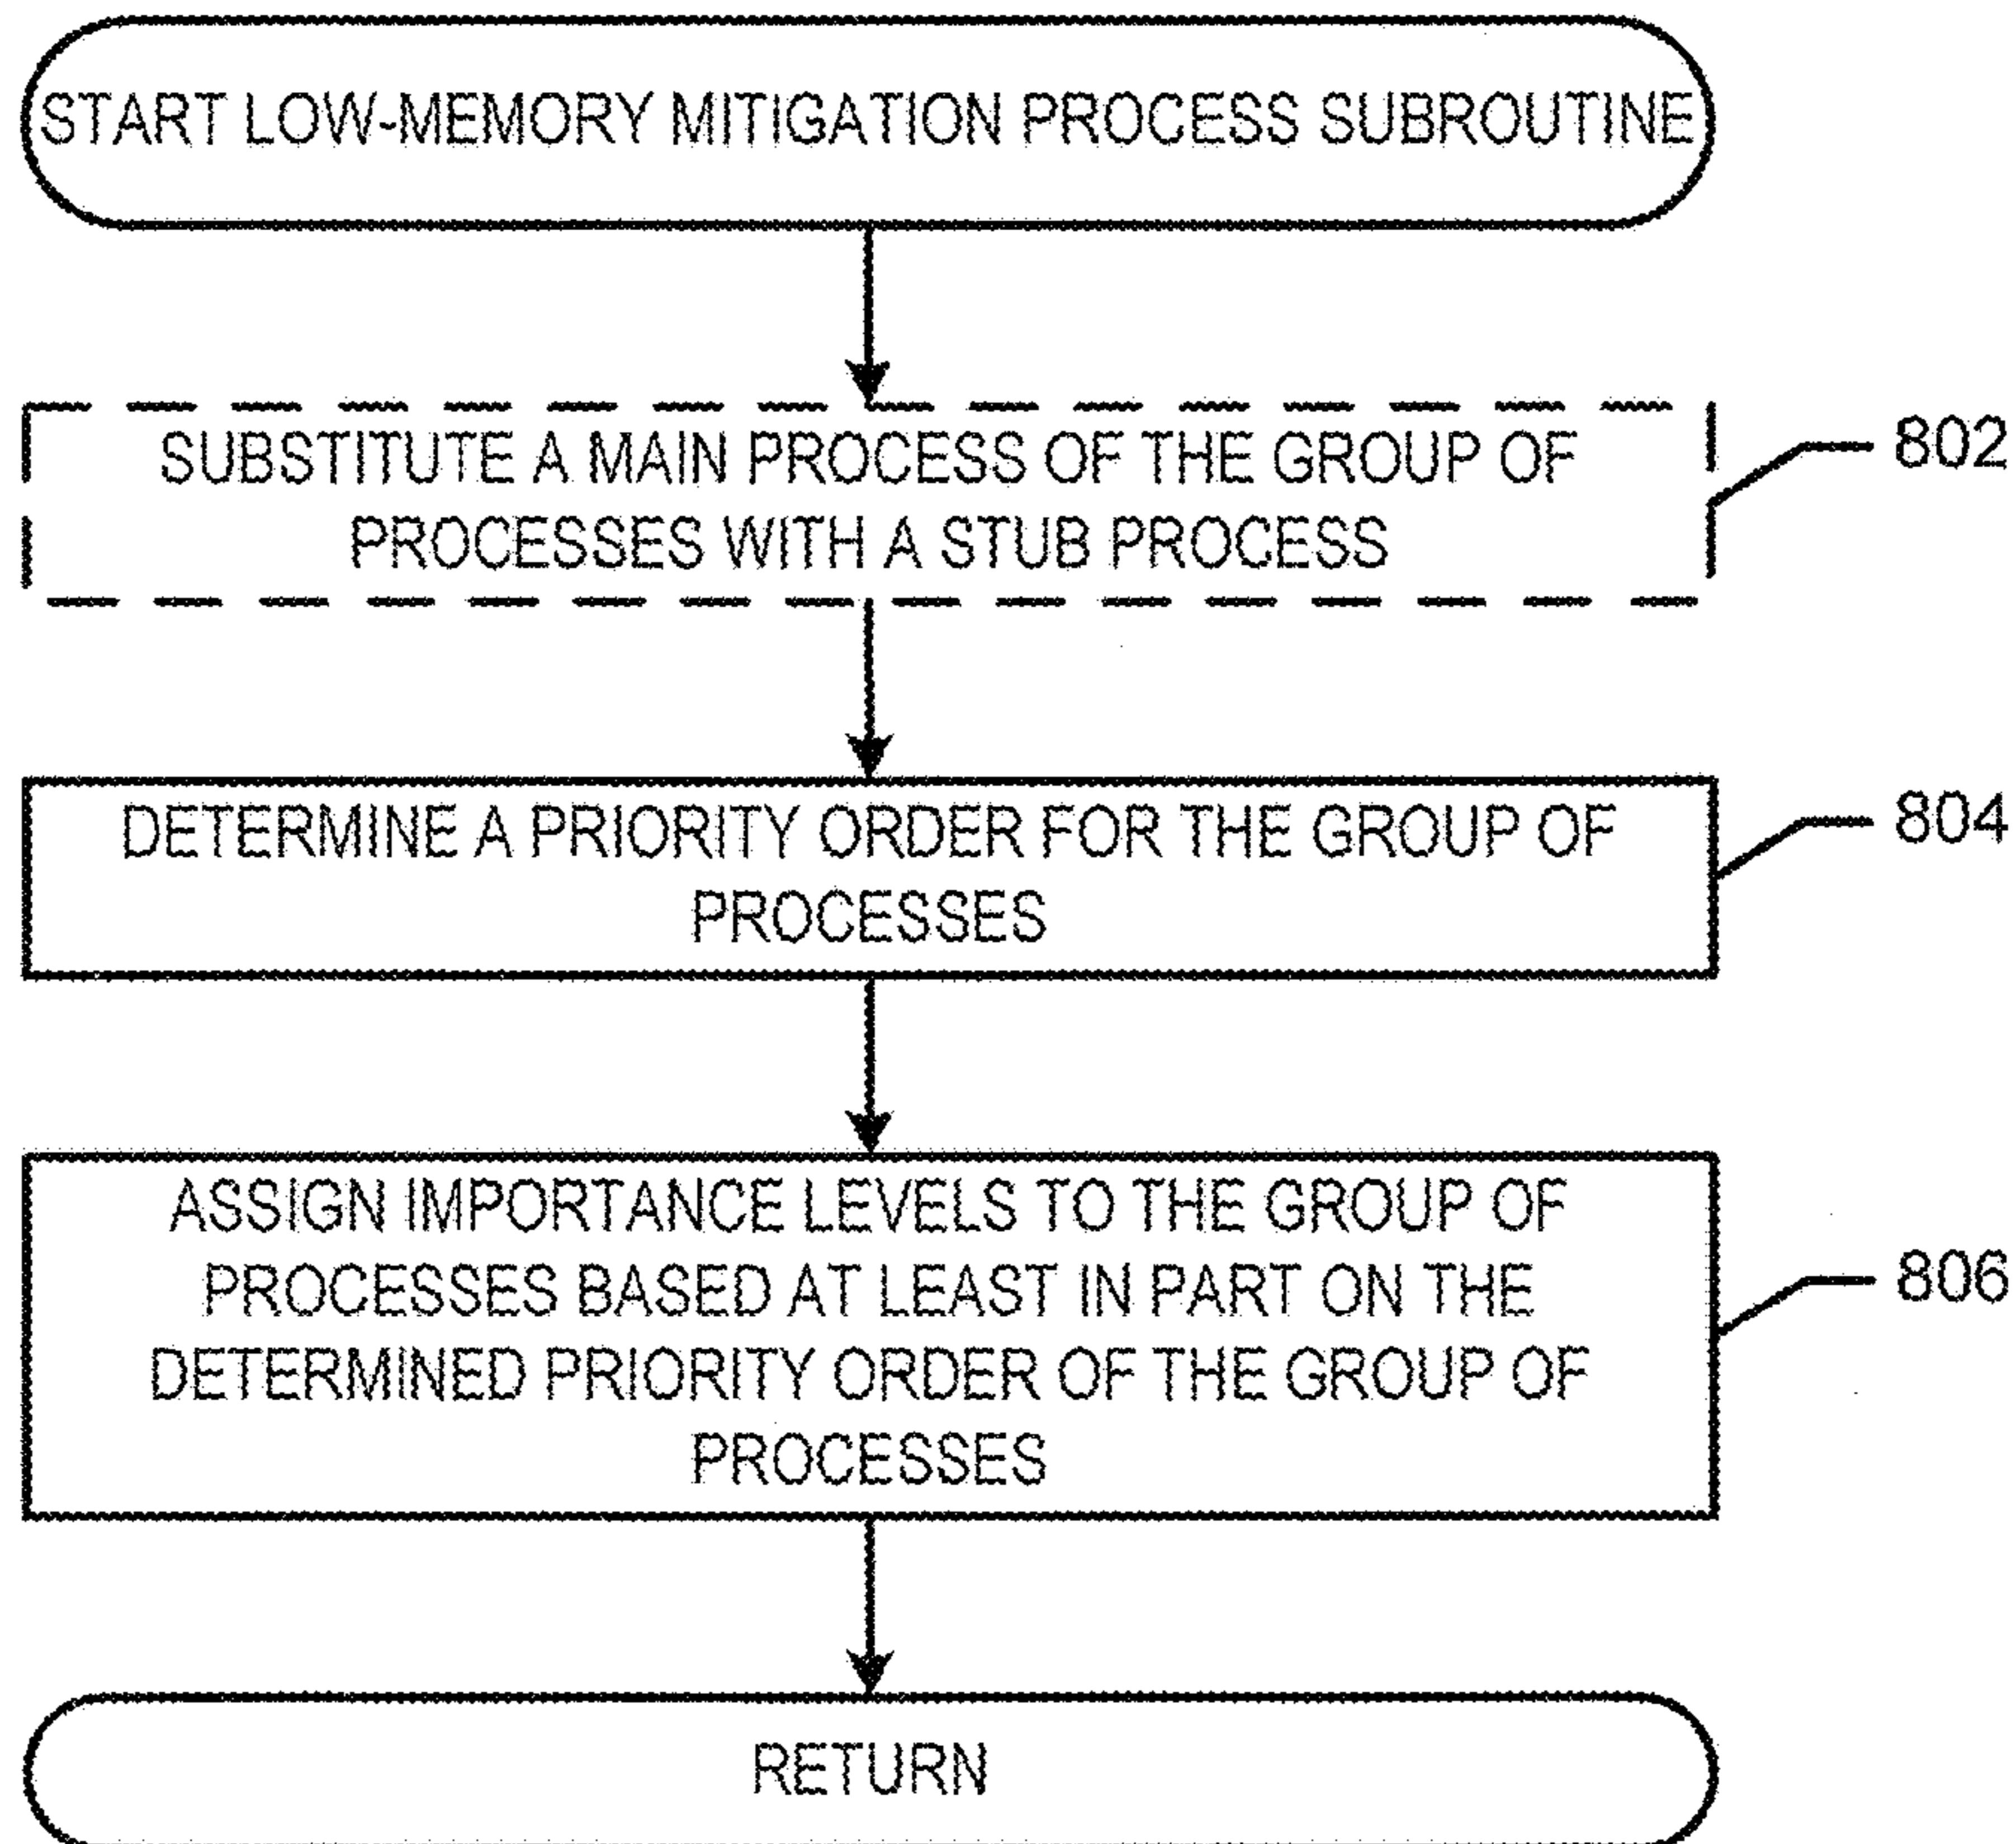 START LOW-MEMORY MITIGATION PROCESS SUBROUTINE
SUBSTITUTE A MAIN PROCESS OF THE GROUP OF
PROCESSES WITH A STUB PROCESS
802
DETERMINE A PRIORITY ORDER FOR THE GROUP OF
PROCESSES
804
ASSIGN IMPORTANCE LEVELS TO THE GROUP OF
PROCESSES BASED AT LEAST IN PART ON THE
DETERMINED PRIORITY ORDER OF THE GROUP OF
PROCESSES
806
RETURN